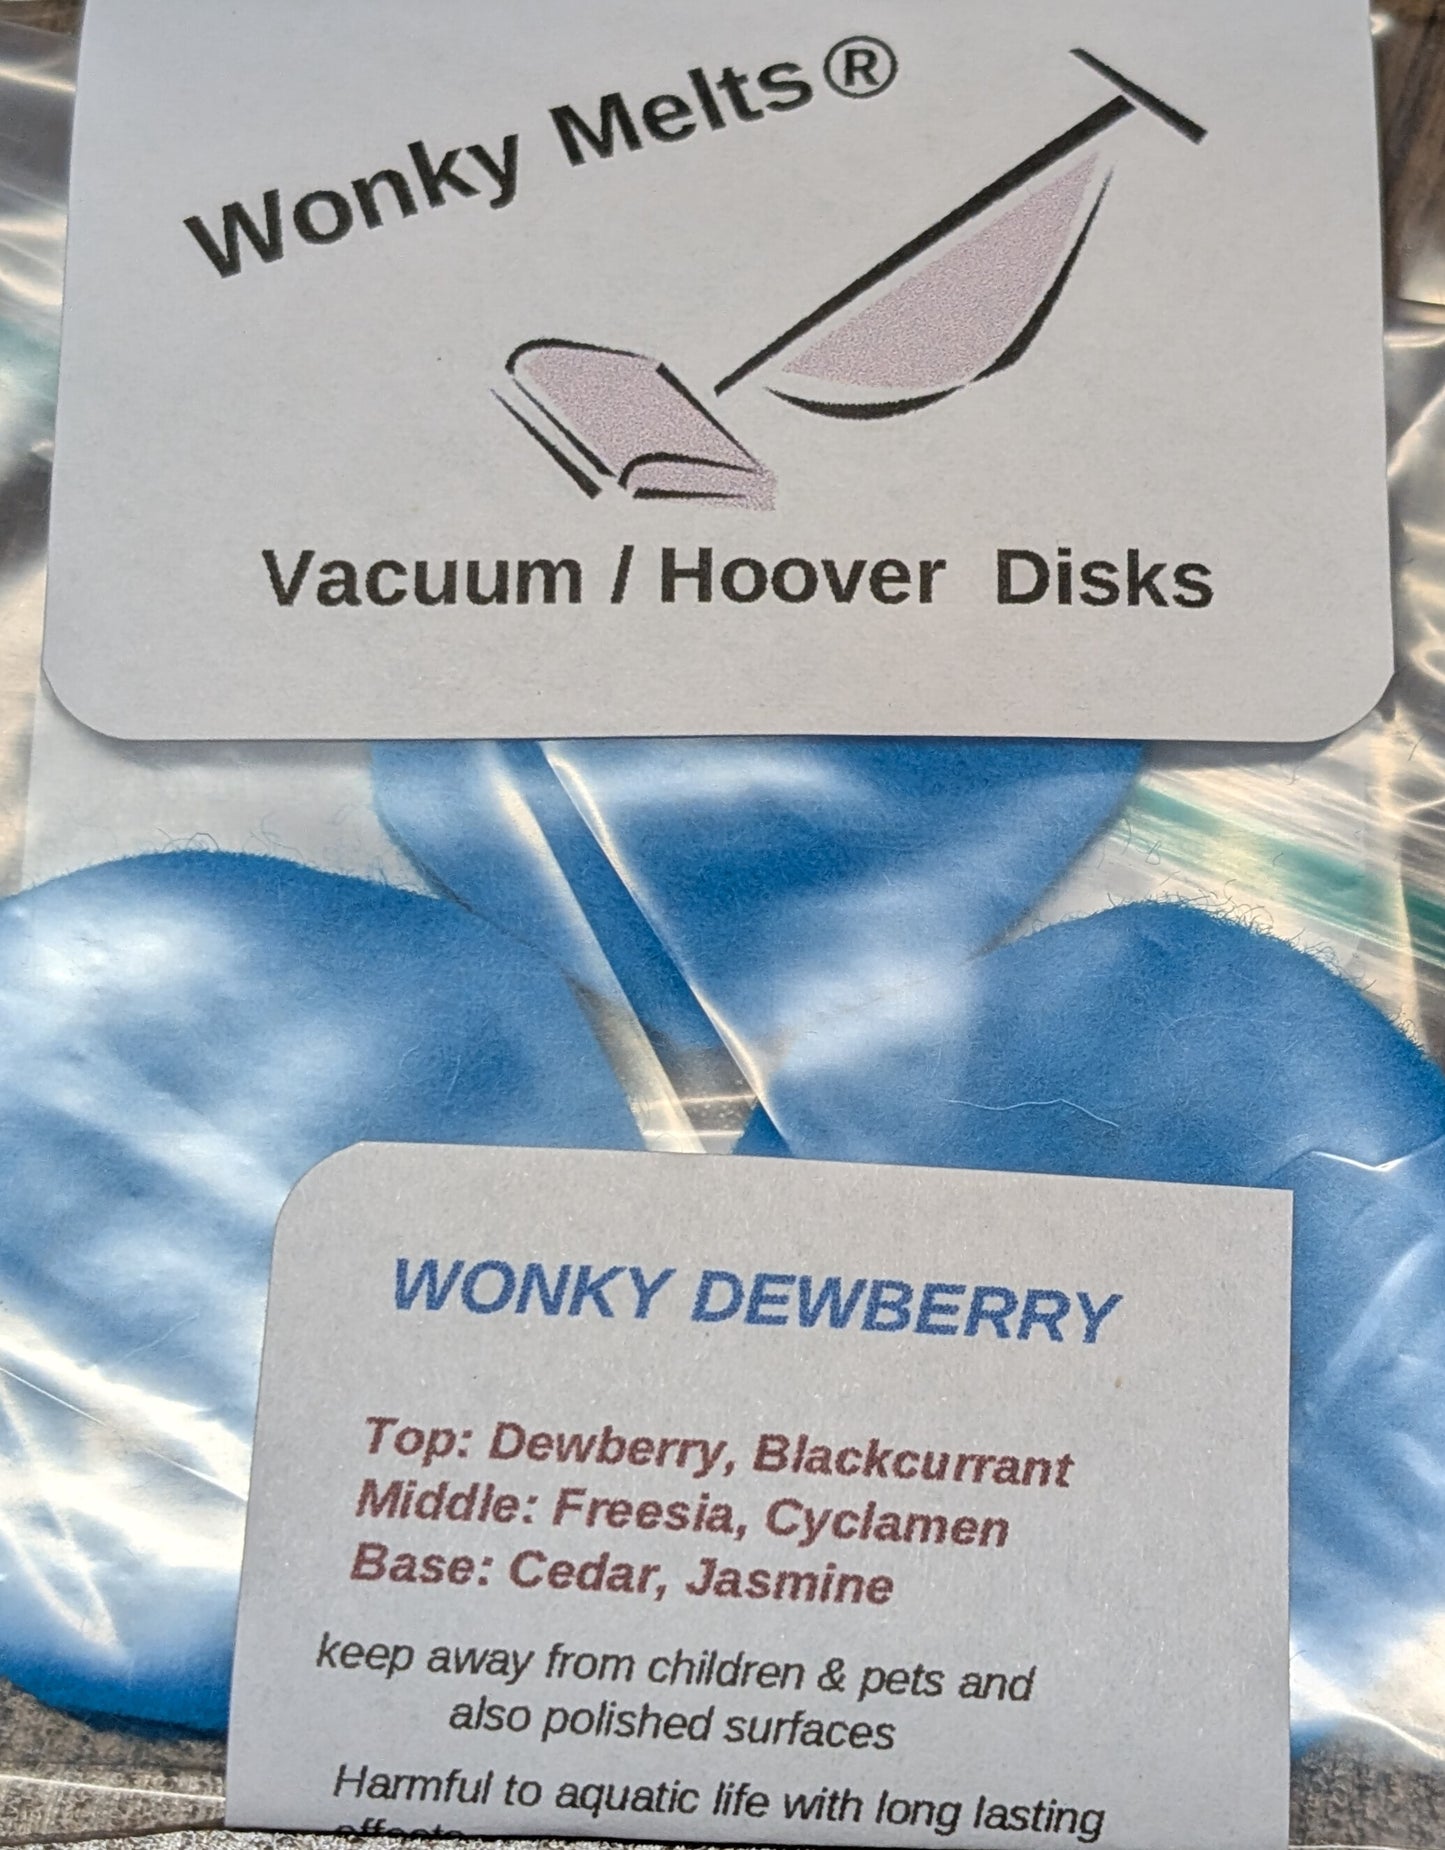 Wonky Melts®
Vacuum / Hoover Disks
WONKY DEWBERRY
Top: Dewberry, Blackcurrant
Middle: Freesia, Cyclamen
Base: Cedar, Jasmine
keep away from children & pets and
also polished surfaces
Harmful to aquatic life with long lasting
effects